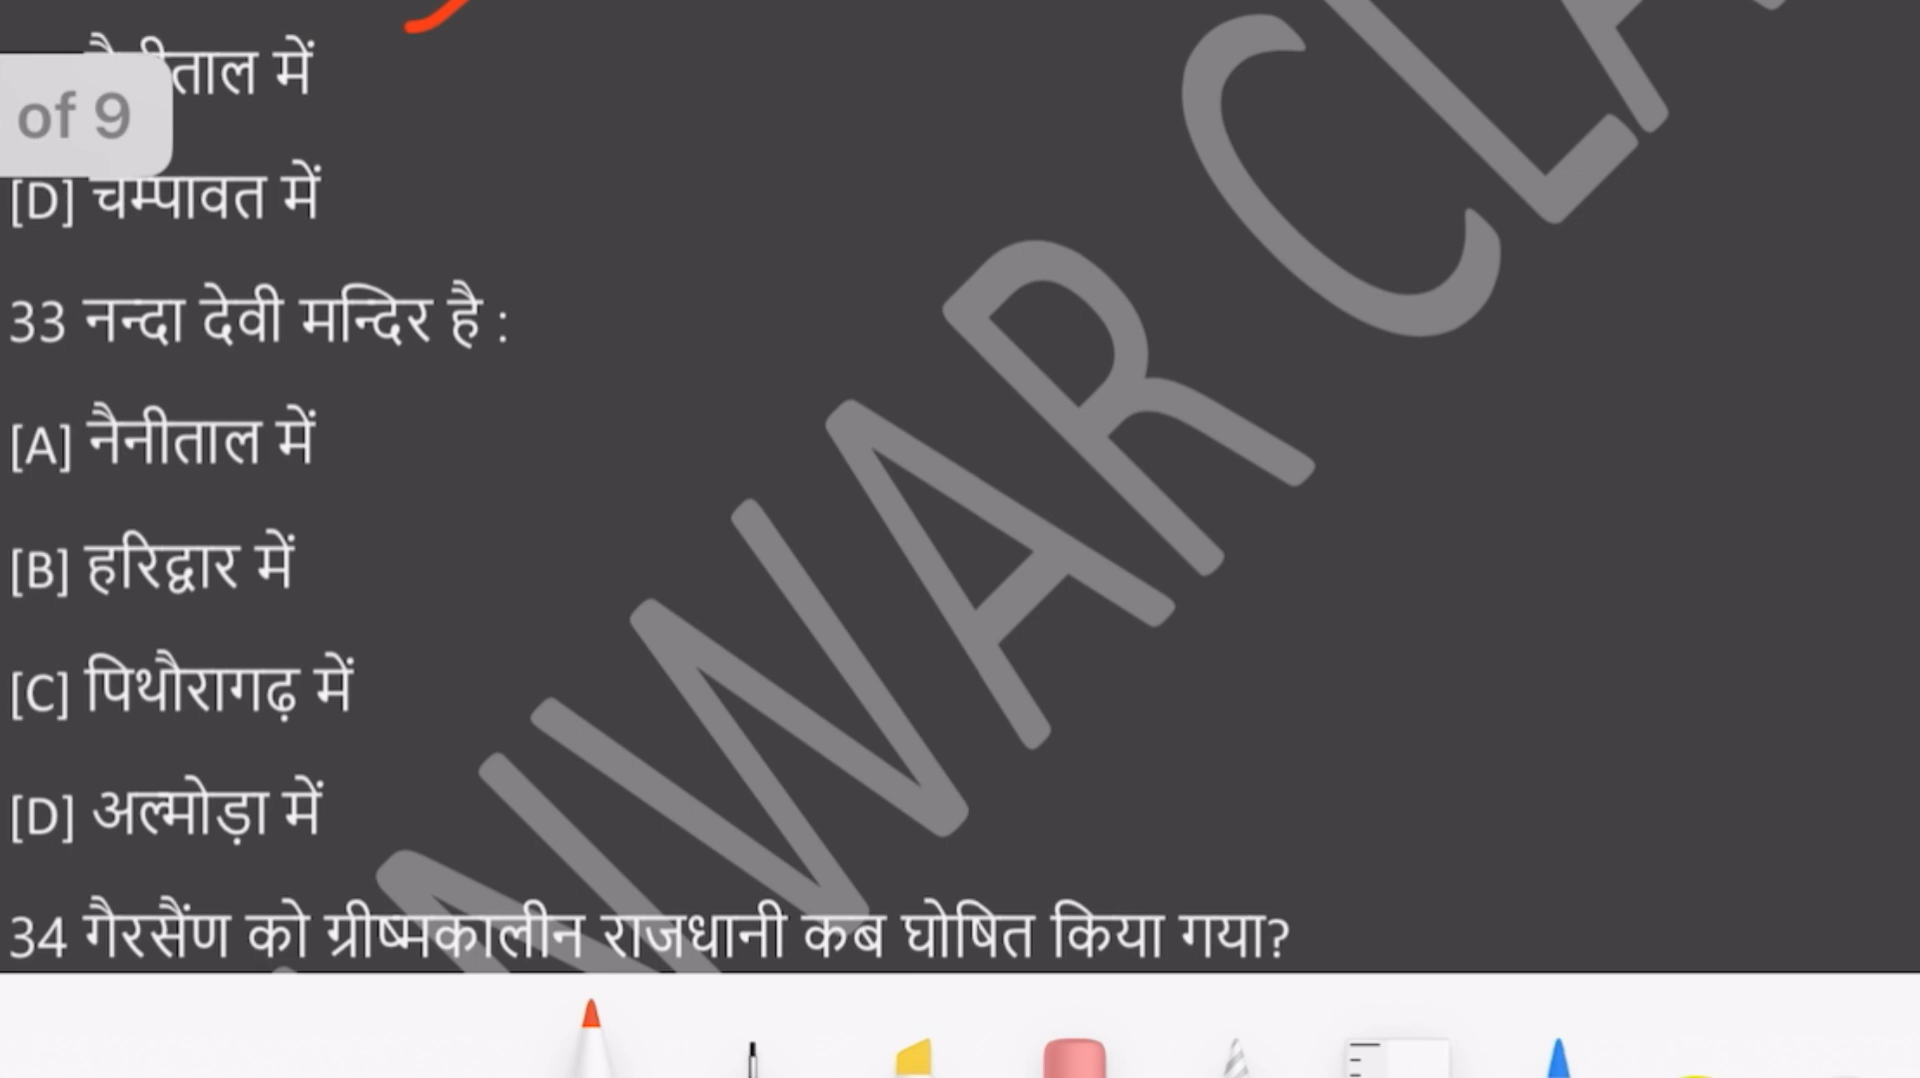 नैनीताल में
of 9
[D] चम्पावत में
33 नन्दा देवी मन्दिर है :
[A] नैनीताल में
[B] हरिद्वार में
[C] पिथौरागढ़ में
[D] अल्मोड़ा में
34 गैरसैंण को ग्रीष्मकालीन राजधानी कब घोषित किया गया?